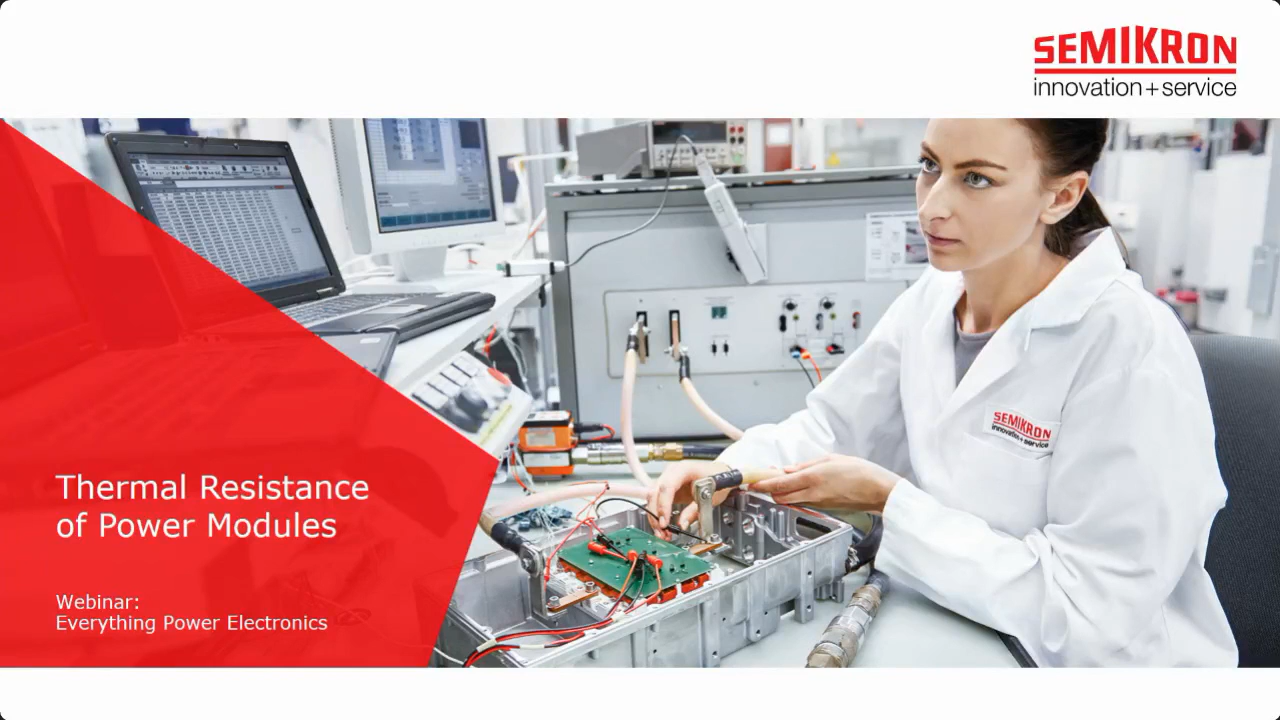 SEMIKRON
innovation+service
SEMIKRON
innovation+service
Thermal Resistance
of Power Modules
Webinar:
Everything Power Electronics